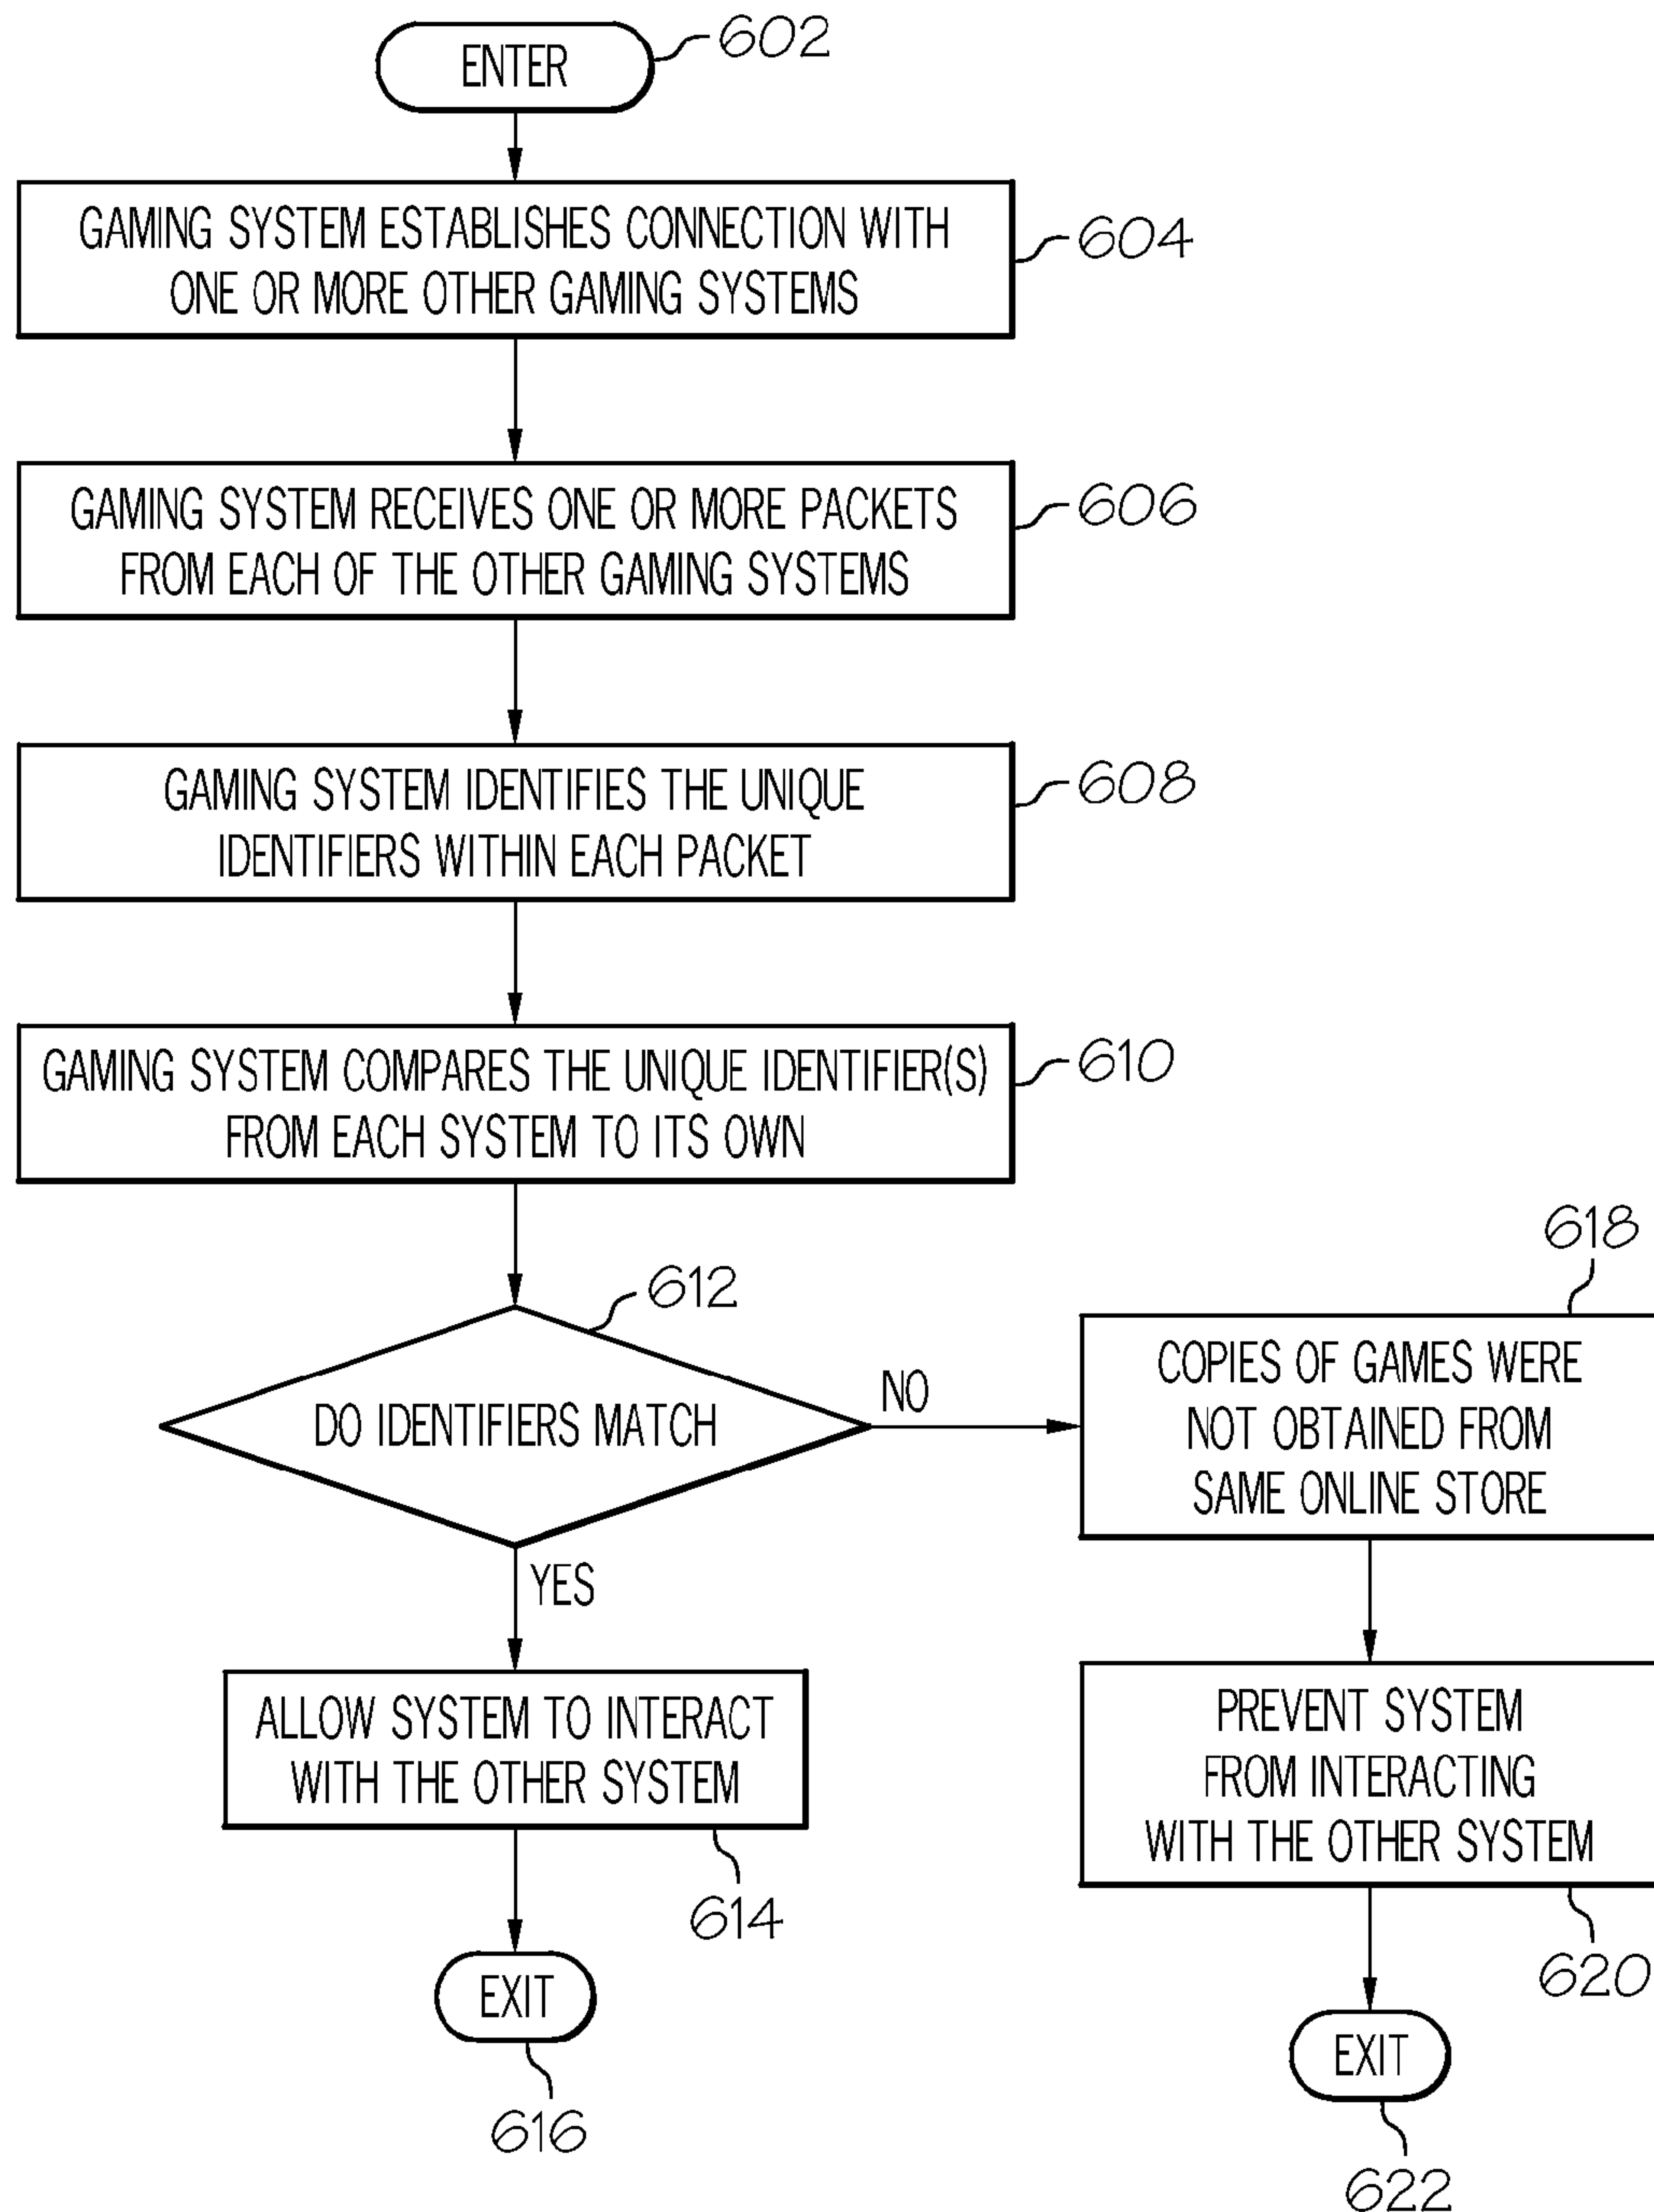 ENTER
602
GAMING SYSTEM ESTABLISHES CONNECTION WITH
ONE OR MORE OTHER GAMING SYSTEMS
604
GAMING SYSTEM RECEIVES ONE OR MORE PACKETS
FROM EACH OF THE OTHER GAMING SYSTEMS
606
GAMING SYSTEM IDENTIFIES THE UNIQUE
IDENTIFIERS WITHIN EACH PACKET
608
GAMING SYSTEM COMPARES THE UNIQUE IDENTIFIER(S)
FROM EACH SYSTEM TO ITS OWN
610
DO IDENTIFIERS MATCH
612
NO
YES
618
COPIES OF GAMES WERE
NOT OBTAINED FROM
SAME ONLINE STORE
ALLOW SYSTEM TO INTERACT
WITH THE OTHER SYSTEM
614
PREVENT SYSTEM
FROM INTERACTING
WITH THE OTHER SYSTEM
620
EXIT
616
EXIT
622